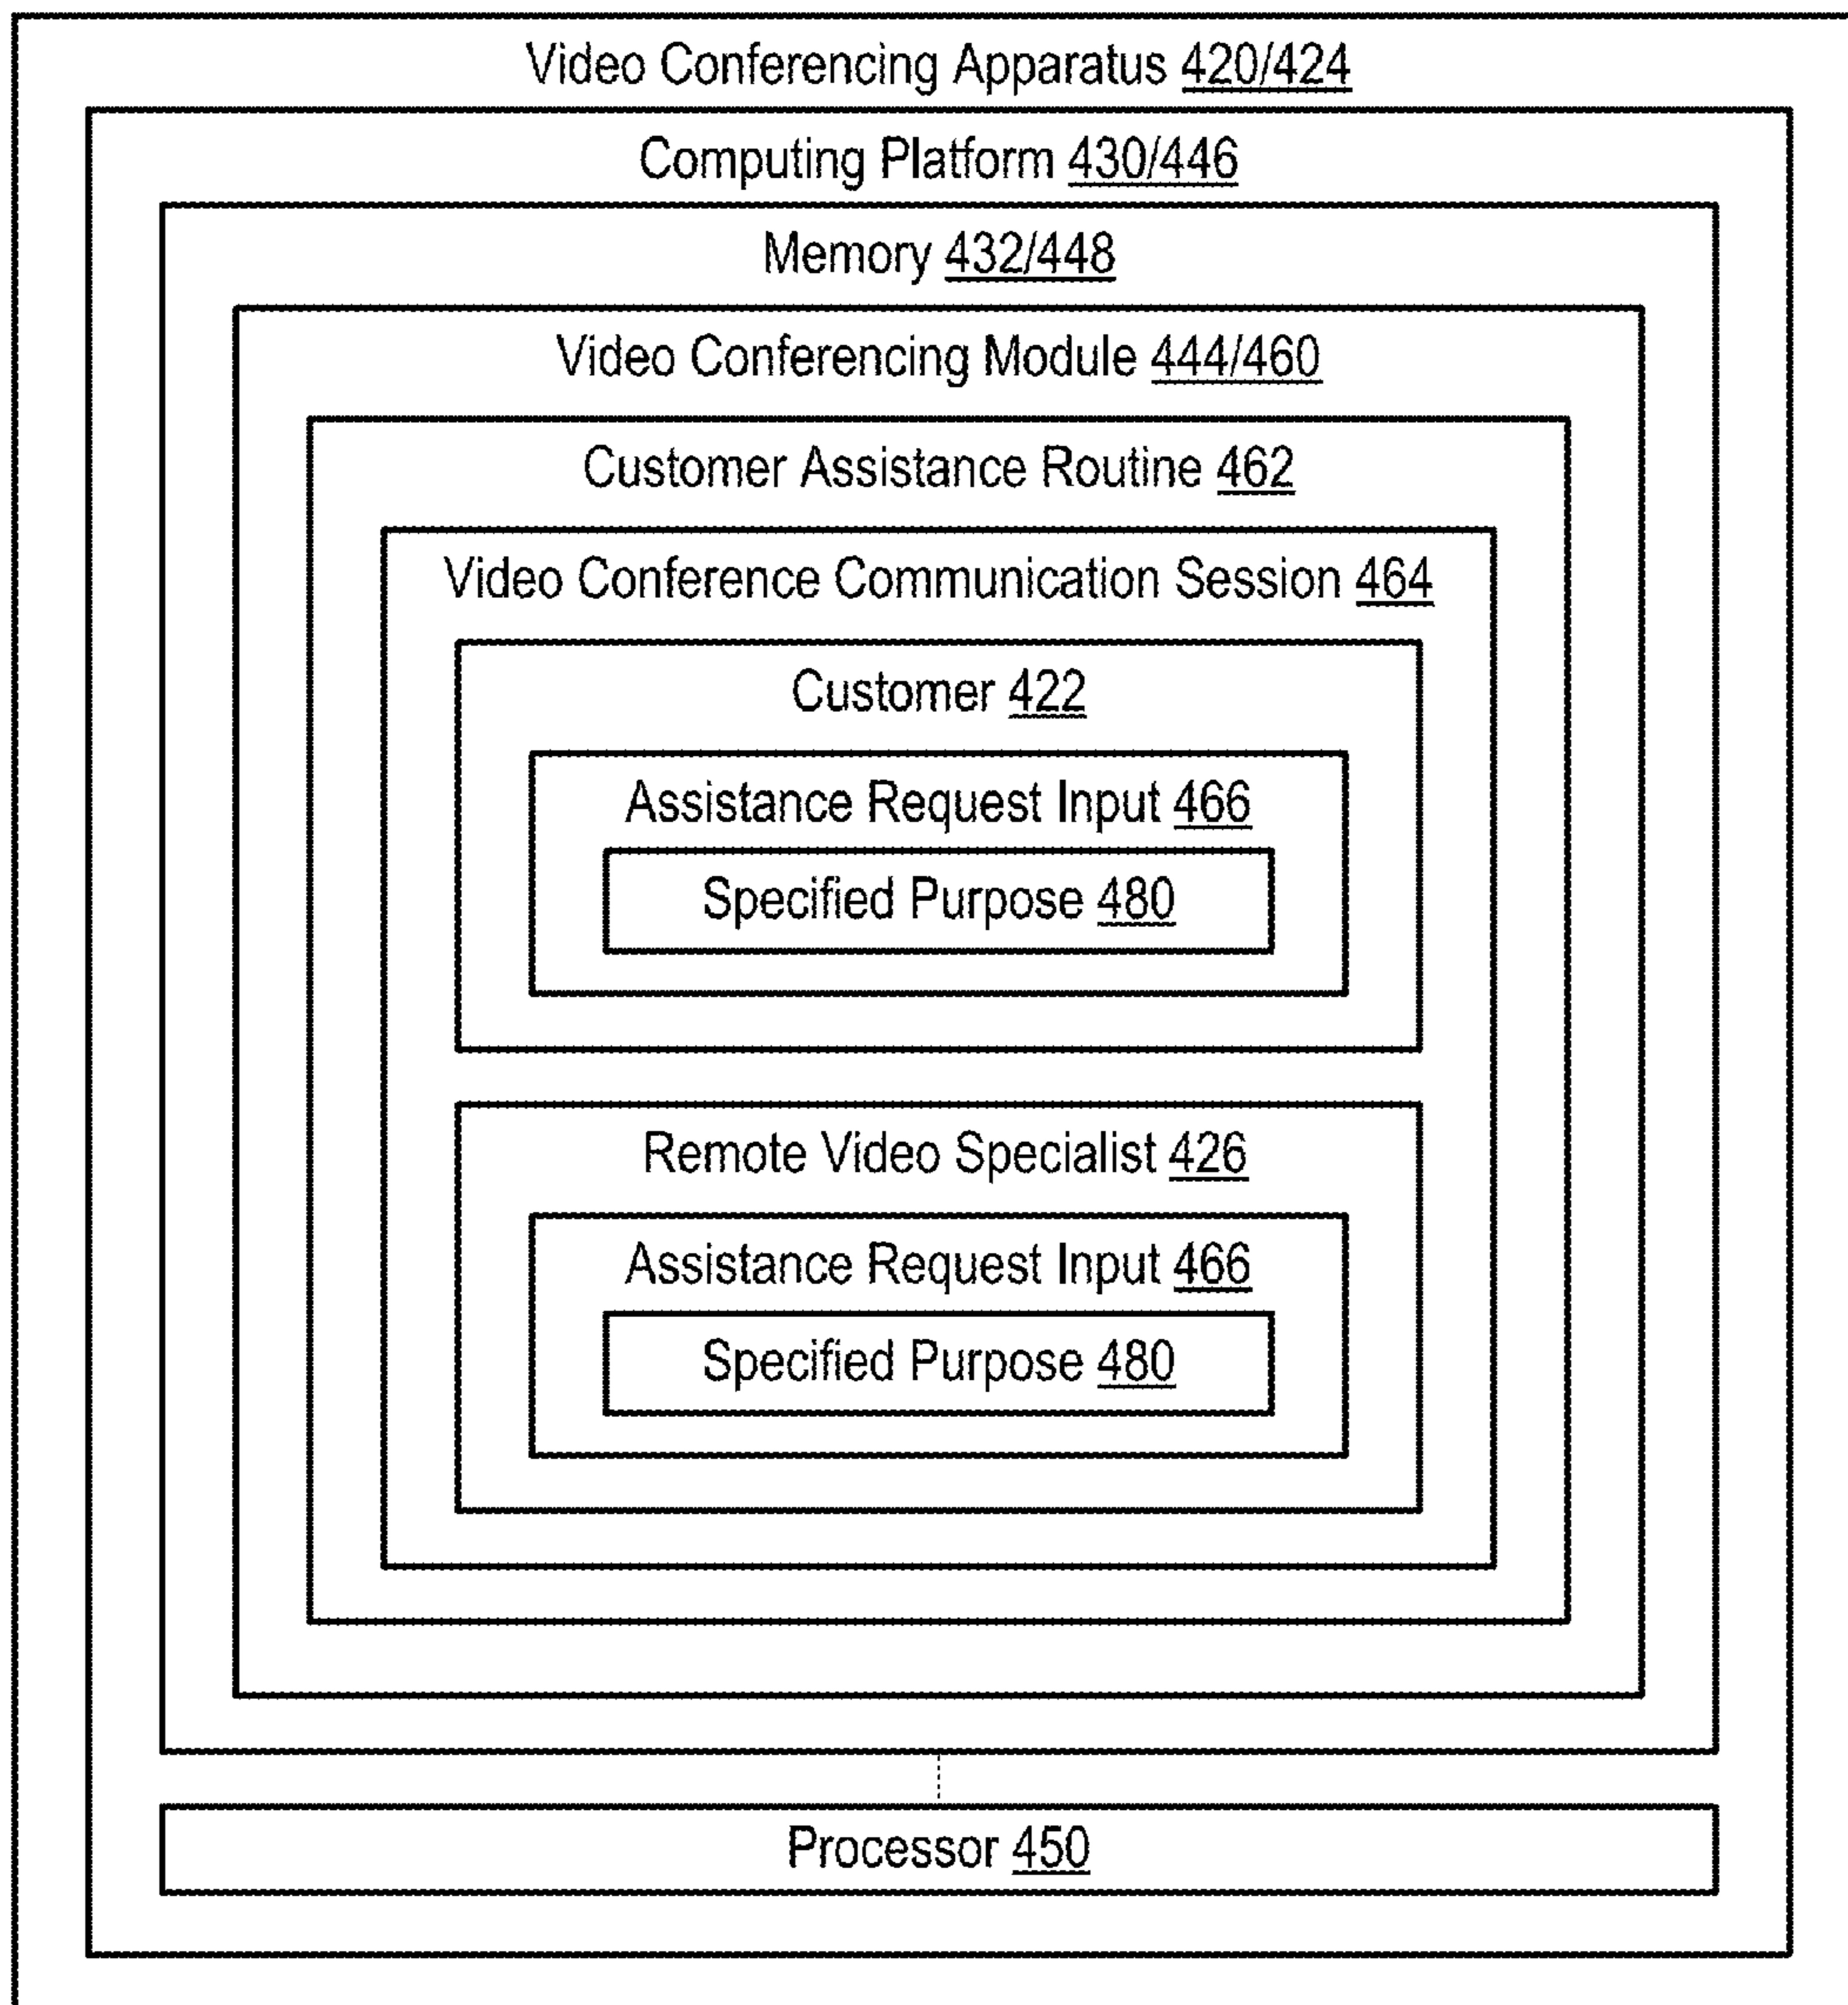 Video Conferencing Apparatus 420/424
Computing Platform 430/446
Memory 432/448
Video Conferencing Module 444/460
Customer Assistance Routine 462
Video Conference Communication Session 464
Customer 422
Assistance Request Input 466
Specified Purpose 480
Remote Video Specialist 426
Assistance Request Input 466
Specified Purpose 480
Processor 450